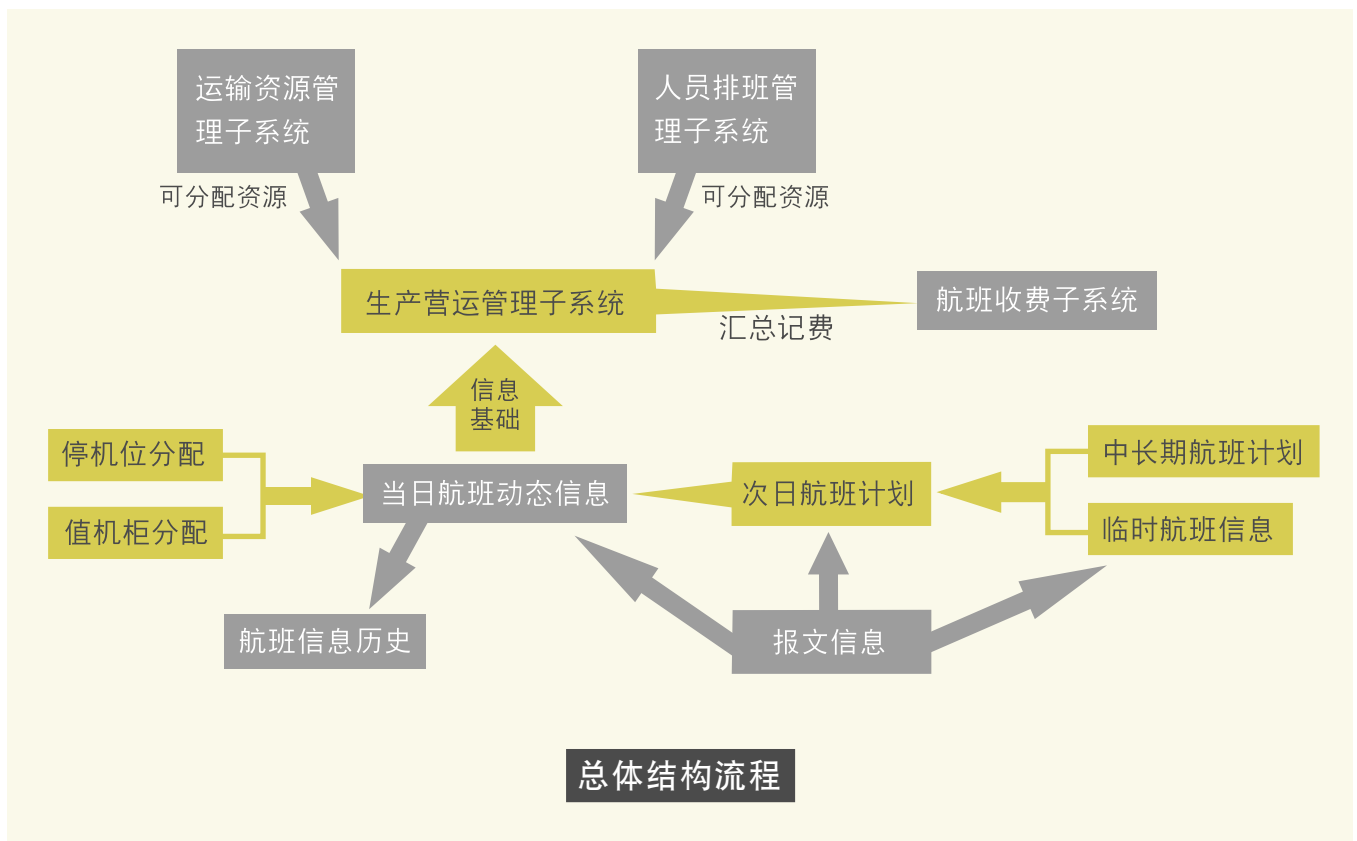 运输资源管
理子系统
人员排班管
理子系统
可分配资源
可分配资源
生产营运管理子系统
汇总记费
航班收费子系统
信息
基础
停机位分配
值机柜分配
当日航班动态信息
次日航班计划
中长期航班计划
临时航班信息
航班信息历史
报文信息
总体结构流程